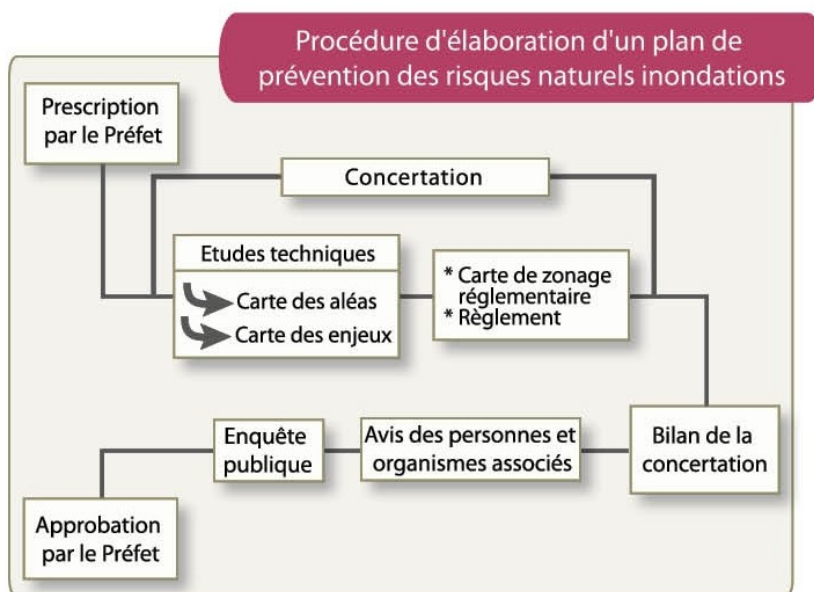 Procédure d'élaboration d'un plan de
prévention des risques naturels inondations
Prescription
par le Préfet
Concertation
Etudes techniques
Carte des aléas
Carte des enjeux
* Carte de zonage
réglementaire
* Règlement
Bilan de la
concertation
Avis des personnes et
organismes associés
Enquête
publique
Approbation
par le Préfet